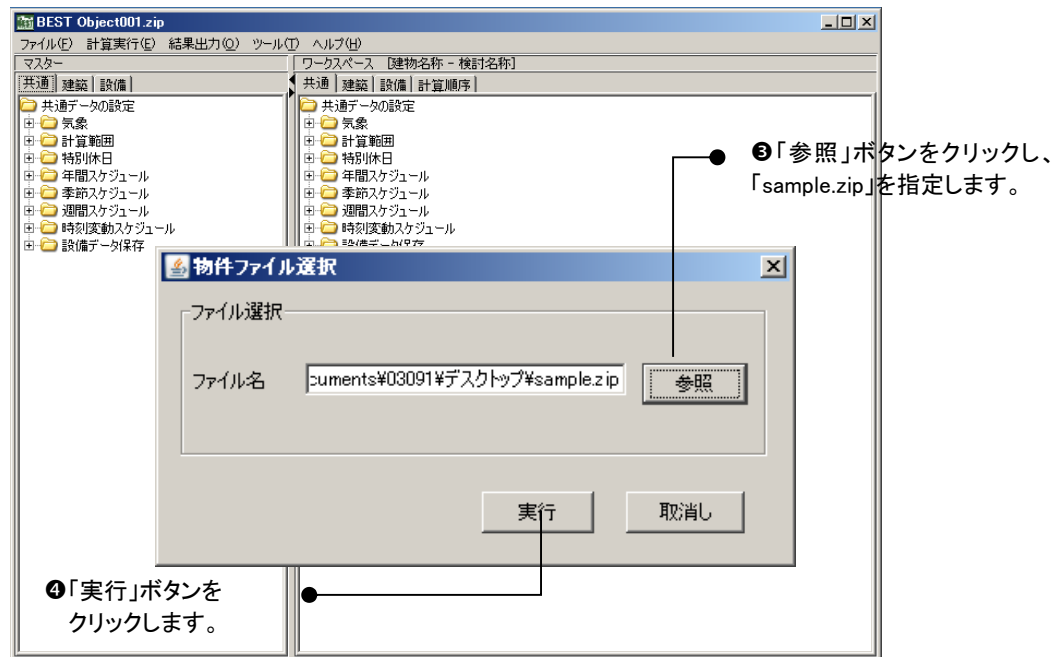 BEST Object001.zip
ファイル(F) 計算実行(E) 結果出力(O) ツール(T) ヘルプ(H)
マスター
共通 建築 設備
共通データの設定
気象
計算範囲
特別休日
年間スケジュール
季節スケジュール
週間スケジュール
時刻変動スケジュール
設備データ保存
ワークスペース [建物名称 - 検討名称]
共通 建築 設備 計算順序
共通データの設定
気象
計算範囲
特別休日
年間スケジュール
季節スケジュール
週間スケジュール
時刻変動スケジュール
設備データ保存
❸「参照」ボタンをクリックし、
「sample.zip」を指定します。
物件ファイル選択
ファイル選択
ファイル名 cuments¥03091¥デスクトップ¥sample.zip 参照
実行 取消し
❹「実行」ボタンを
クリックします。